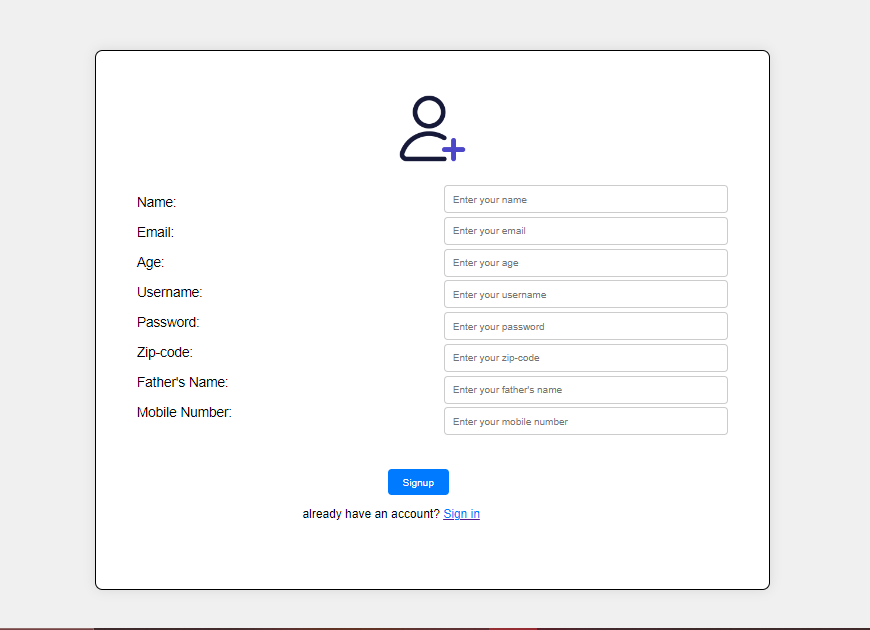 Name: Enter your name
Email: Enter your email
Age: Enter your age
Username: Enter your username
Password: Enter your password
Zip-code: Enter your zip-code
Father's Name: Enter your father's name
Mobile Number: Enter your mobile number
Signup
already have an account? Sign in